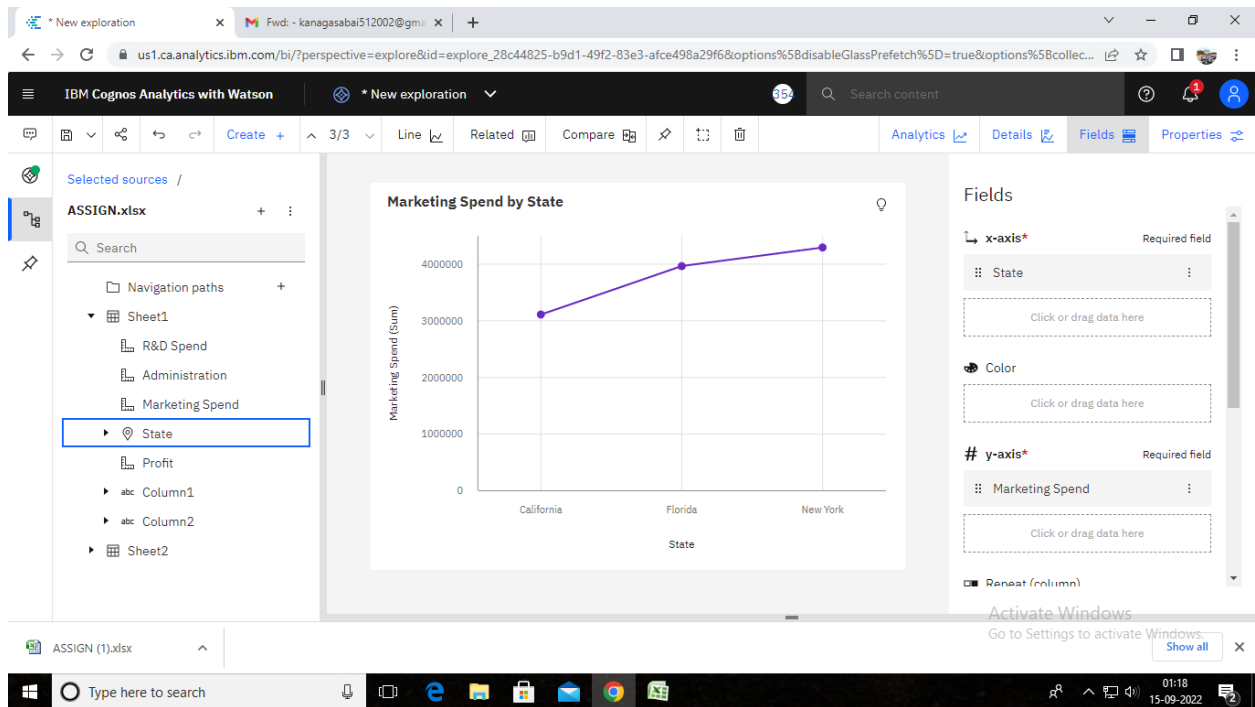 * New exploration
Fwd: - kanagasabai512002@gma
us1.ca.analytics.ibm.com/bi/?perspective=explore&id=explore_28c44825-b9d1-49f2-83e3-afce498a29f6&options%5BdisableGlassPrefetch%5D=true&options%5Bcollec...
IBM Cognos Analytics with Watson
* New exploration
354
Search content
1
Create +
3/3
Line
Related
Compare
Analytics
Details
Fields
Properties
Selected sources /
ASSIGN.xlsx
Search
Navigation paths
Sheet1
R&D Spend
Administration
Marketing Spend
State
Profit
abc Column1
abc Column2
Sheet2
Marketing Spend by State
Marketing Spend (Sum)
4000000
3000000
2000000
1000000
0
California
Florida
New York
State
Fields
x-axis* Required field
State
Click or drag data here
Color
Click or drag data here
# y-axis* Required field
Marketing Spend
Click or drag data here
Repeat (column)
Activate Windows
Go to Settings to activate Windows.
ASSIGN (1).xlsx
Show all
Type here to search
01:18
15-09-2022
2